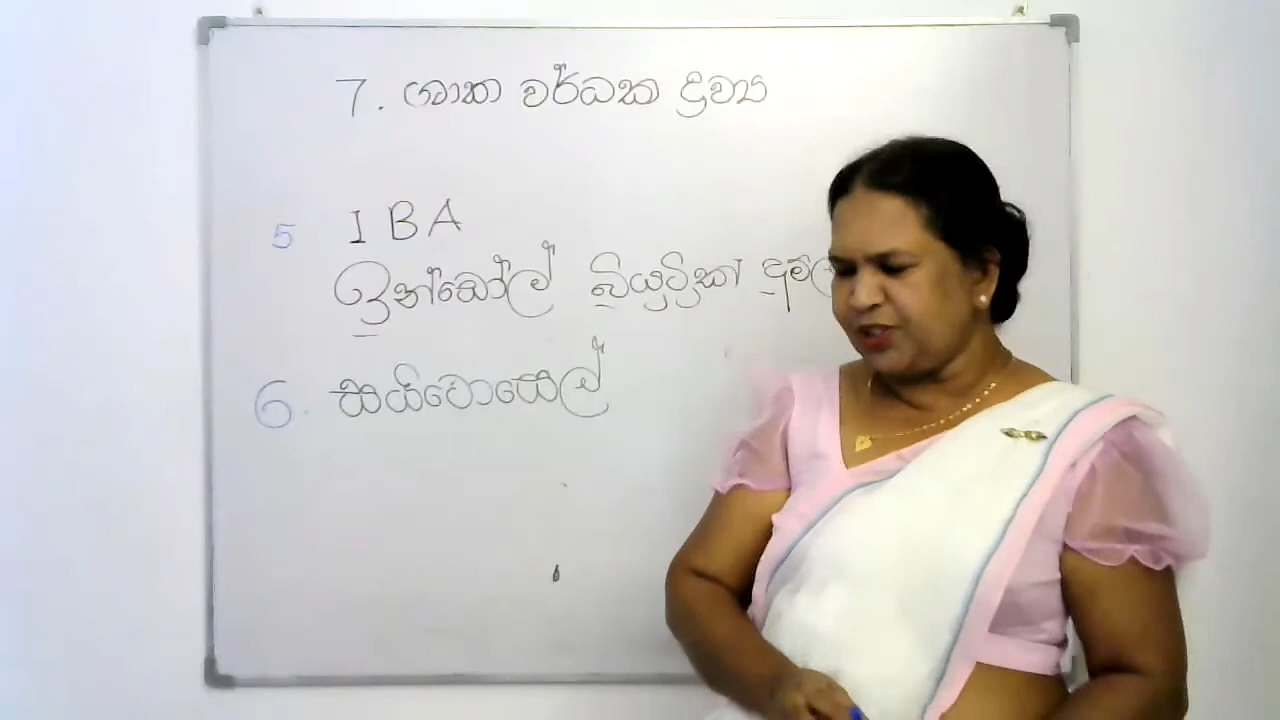 7. ශාක වර්ධක ද්‍රව්‍ය
5 IBA
ඉන්ඩෝල් බියුට්‍රික්
6. සයිටොසෙල්